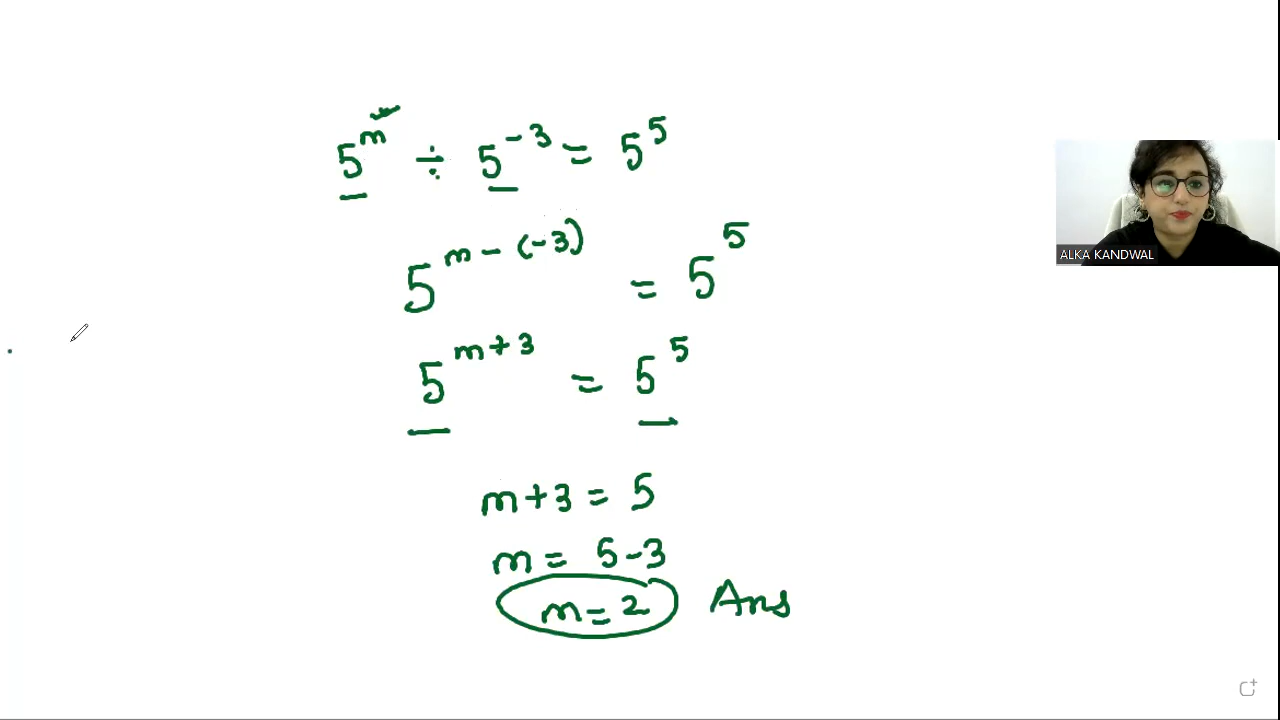 5^m ÷ 5^-3 = 5^5
5^m-(-3) = 5^5
5^m+3 = 5^5
m+3 = 5
m = 5-3
m=2 Ans
ALKA KANDWAL